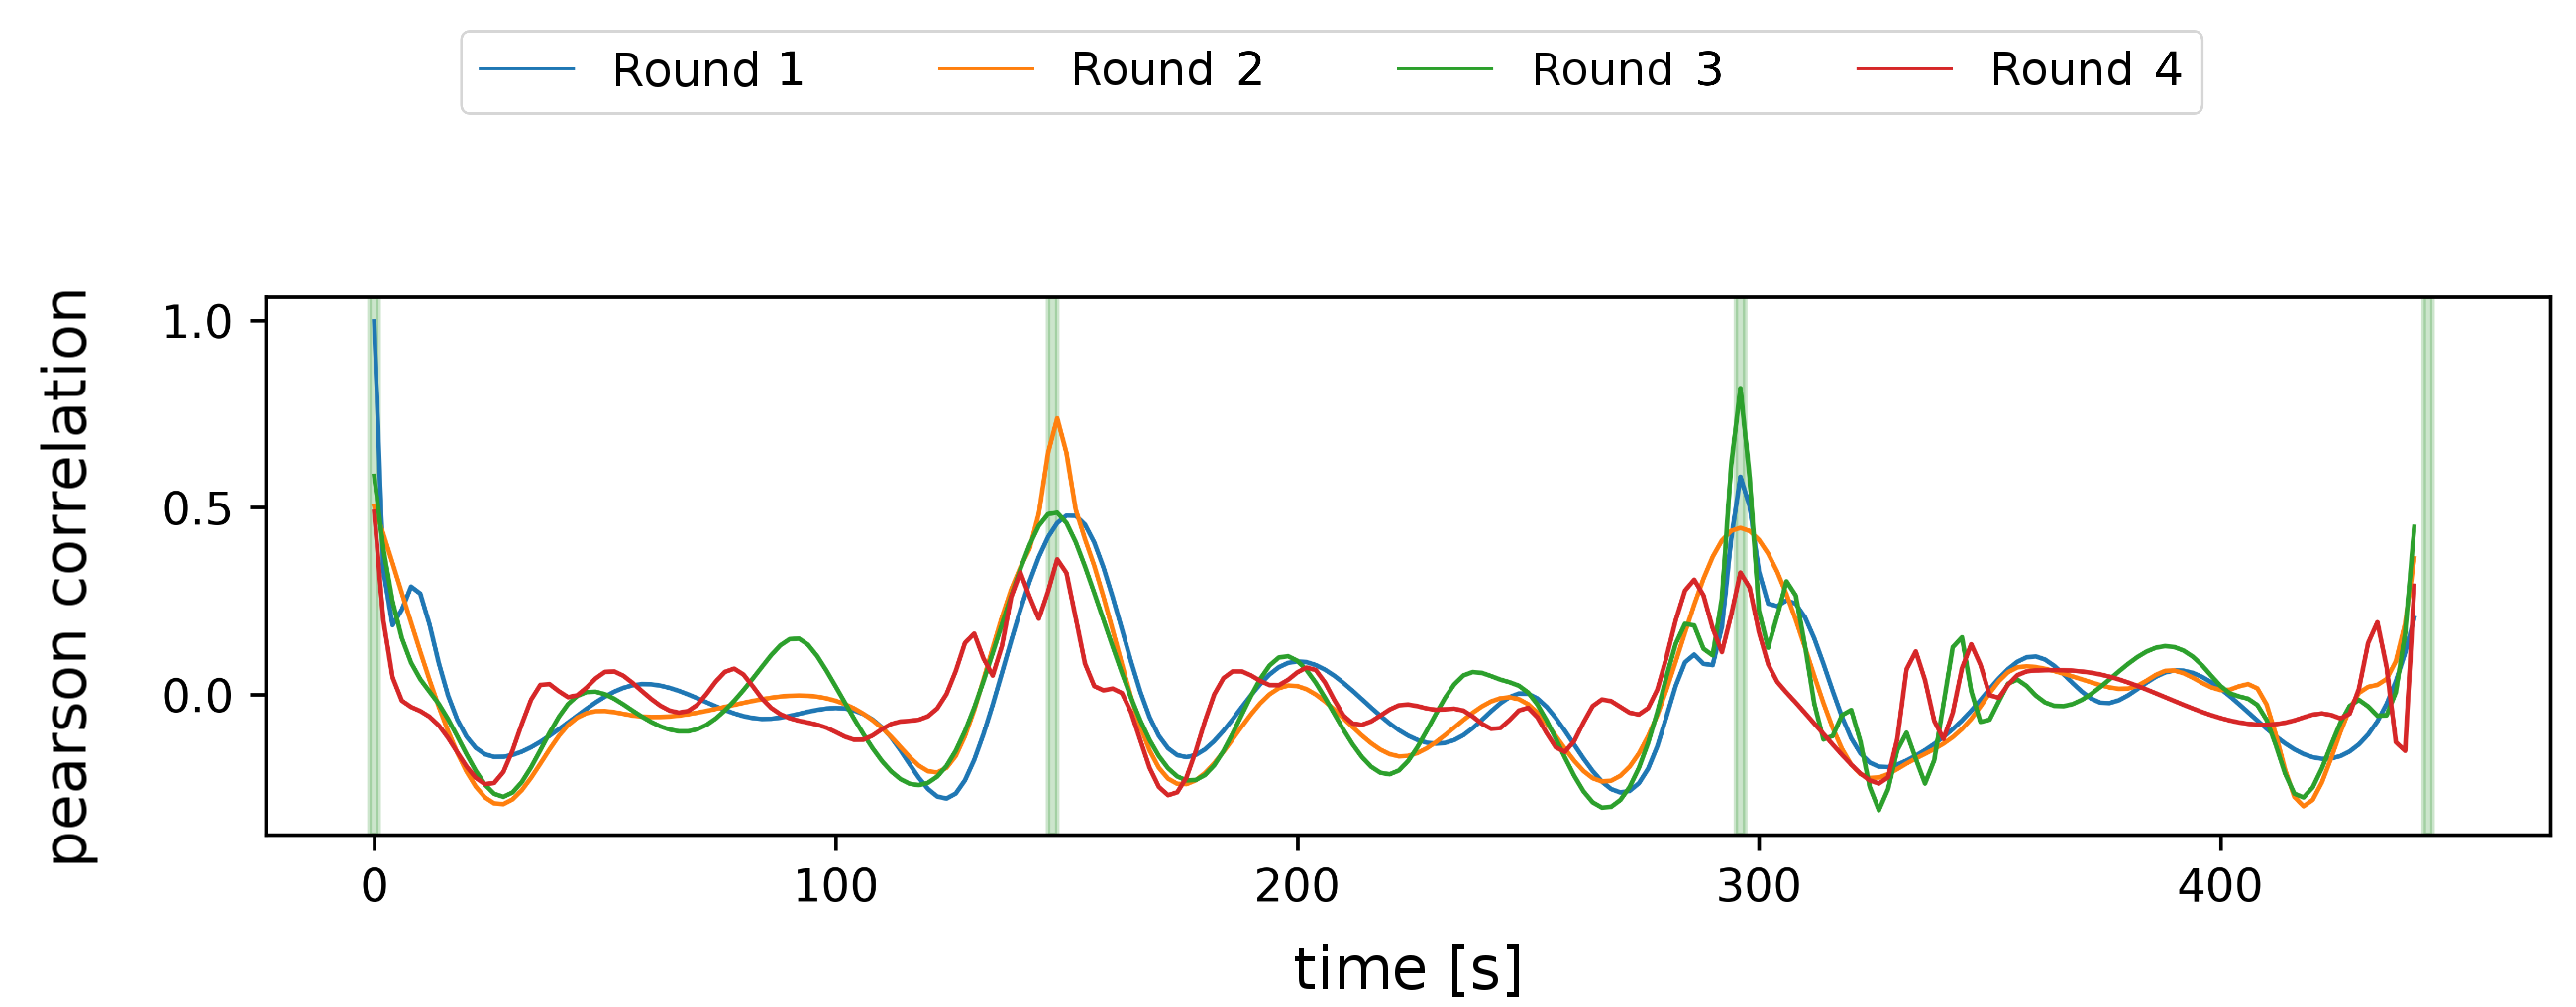 Round 1 Round 2 Round 3 Round 4
pearson correlation
1.0
0.5
0.0
0 100 200 300 400
time [s]